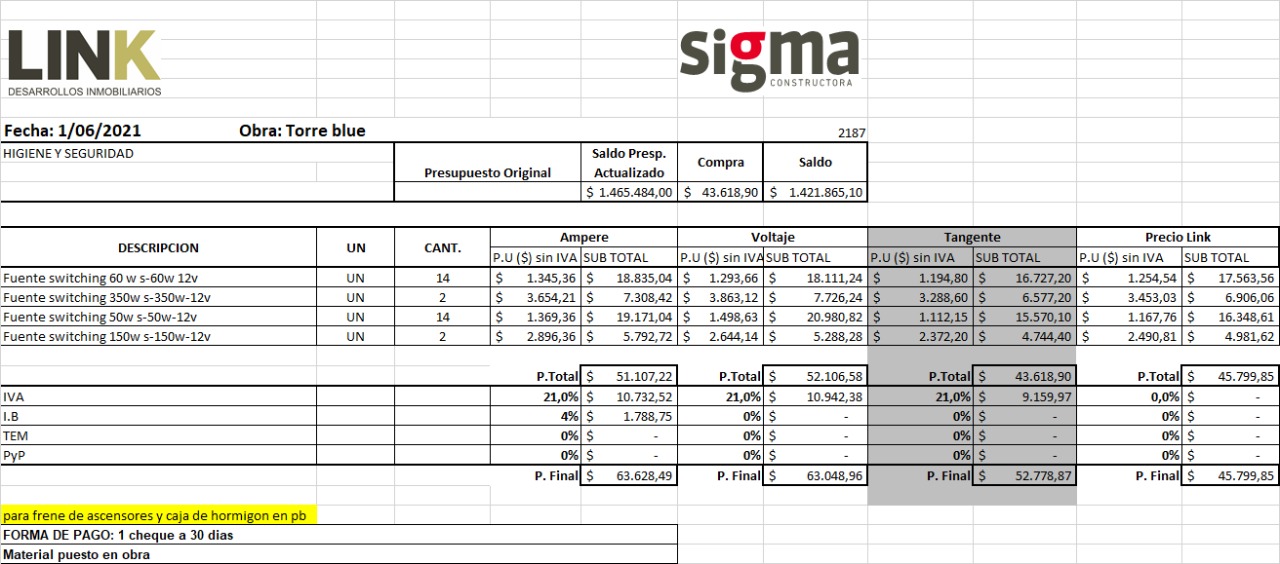 LINK
DESARROLLOS INMOBILIARIOS
sigma
CONSTRUCTORA
Fecha: 1/06/2021 Obra: Torre blue 2187
HIGIENE Y SEGURIDAD
Presupuesto Original Saldo Presp. Actualizado Compra Saldo
$ 1.465.484,00 $ 43.618,90 $ 1.421.865,10
DESCRIPCION UN CANT. Ampere Voltaje Tangente Precio Link
P.U ($) sin IVA SUB TOTAL P.U ($) sin IVA SUB TOTAL P.U ($) sin IVA SUB TOTAL P.U ($) sin IVA SUB TOTAL
Fuente switching 60 w s-60w 12v UN 14 $ 1.345,36 $ 18.835,04 $ 1.293,66 $ 18.111,24 $ 1.194,80 $ 16.727,20 $ 1.254,54 $ 17.563,56
Fuente switching 350w s-350w-12v UN 2 $ 3.654,21 $ 7.308,42 $ 3.863,12 $ 7.726,24 $ 3.288,60 $ 6.577,20 $ 3.453,03 $ 6.906,06
Fuente switching 50w s-50w-12v UN 14 $ 1.369,36 $ 19.171,04 $ 1.498,63 $ 20.980,82 $ 1.112,15 $ 15.570,10 $ 1.167,76 $ 16.348,61
Fuente switching 150w s-150w-12v UN 2 $ 2.896,36 $ 5.792,72 $ 2.644,14 $ 5.288,28 $ 2.372,20 $ 4.744,40 $ 2.490,81 $ 4.981,62
P.Total $ 51.107,22 P.Total $ 52.106,58 P.Total $ 43.618,90 P.Total $ 45.799,85
IVA 21,0% $ 10.732,52 21,0% $ 10.942,38 21,0% $ 9.159,97 0,0% $ -
I.B 4% $ 1.788,75 0% $ - 0% $ - 0% $ -
TEM 0% $ - 0% $ - 0% $ - 0% $ -
PyP 0% $ - 0% $ - 0% $ - 0% $ -
P. Final $ 63.628,49 P. Final $ 63.048,96 P. Final $ 52.778,87 P. Final $ 45.799,85
para frene de ascensores y caja de hormigon en pb
FORMA DE PAGO: 1 cheque a 30 dias
Material puesto en obra